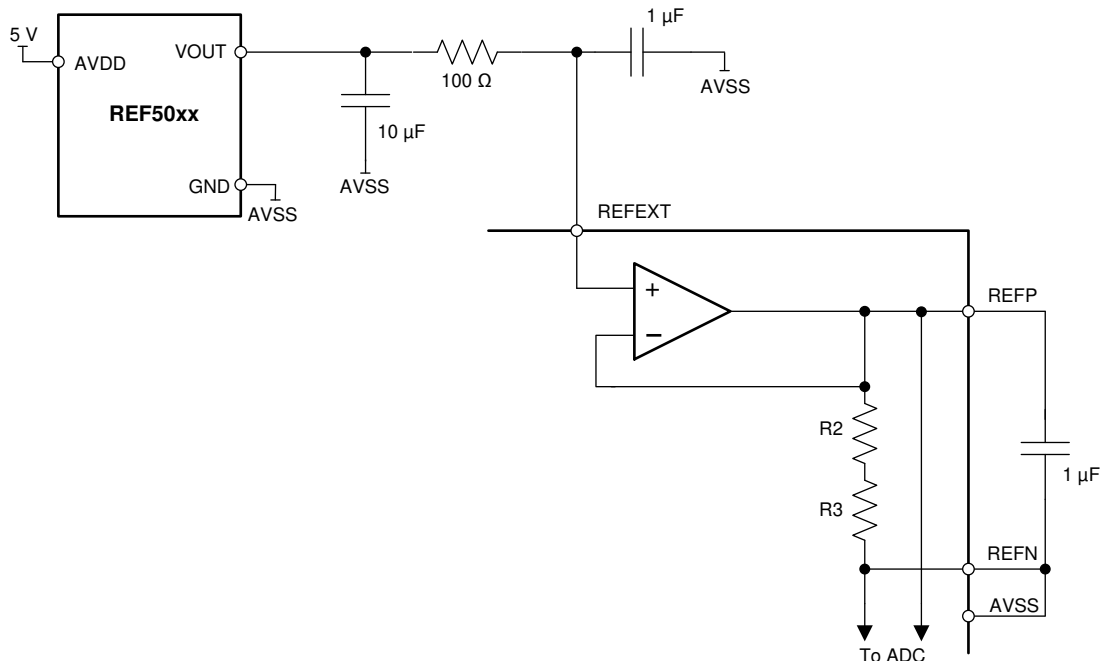 1 µF
5 V
VOUT
AVDD
100 Ω
AVSS
REF50xx
10 µF
GND
AVSS
AVSS
REFEXT
+
REFP
−
R2
1 µF
R3
REFN
AVSS
To ADC